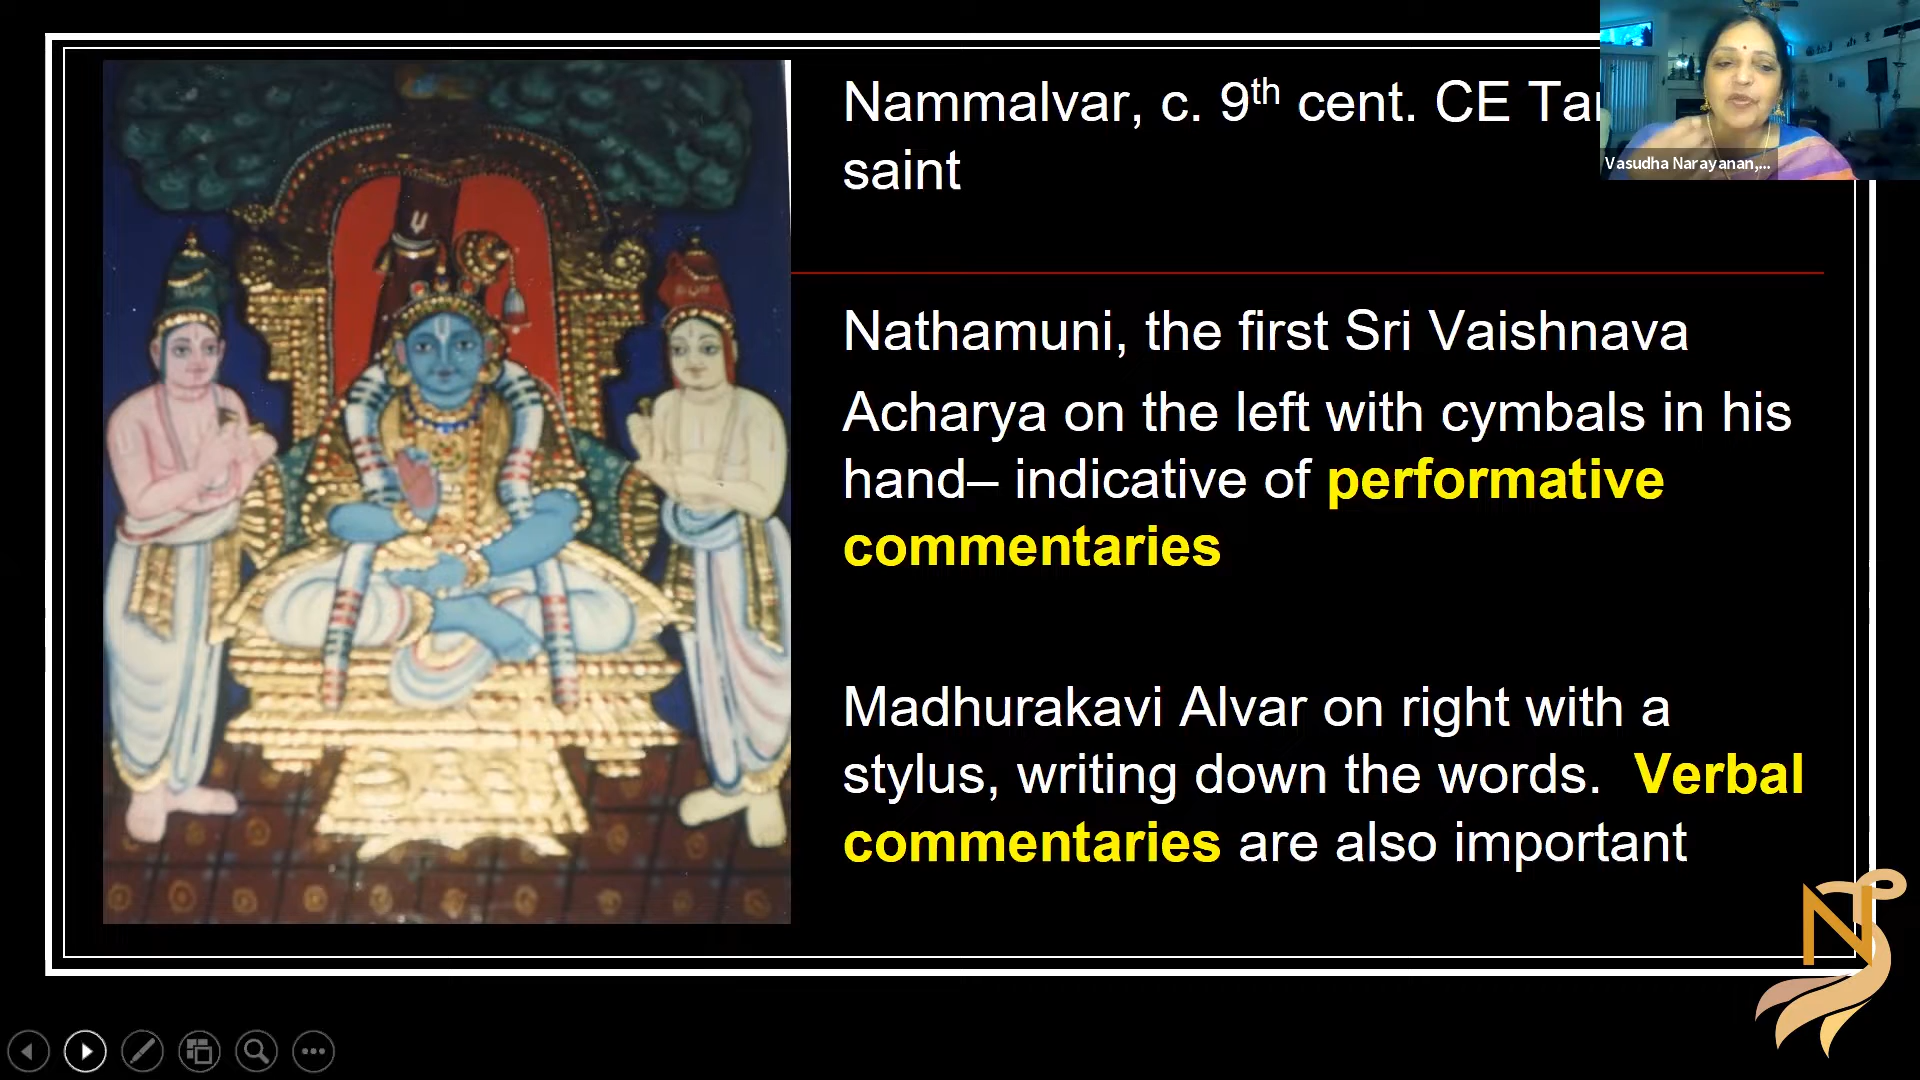 Nammalvar, c. 9th cent. CE
saint
Vasudha Narayanan,...
Nathamuni, the first Sri Vaishnava
Acharya on the left with cymbals in his
hand– indicative of performative
commentaries
Madhurakavi Alvar on right with a
stylus, writing down the words. Verbal
commentaries are also important
N